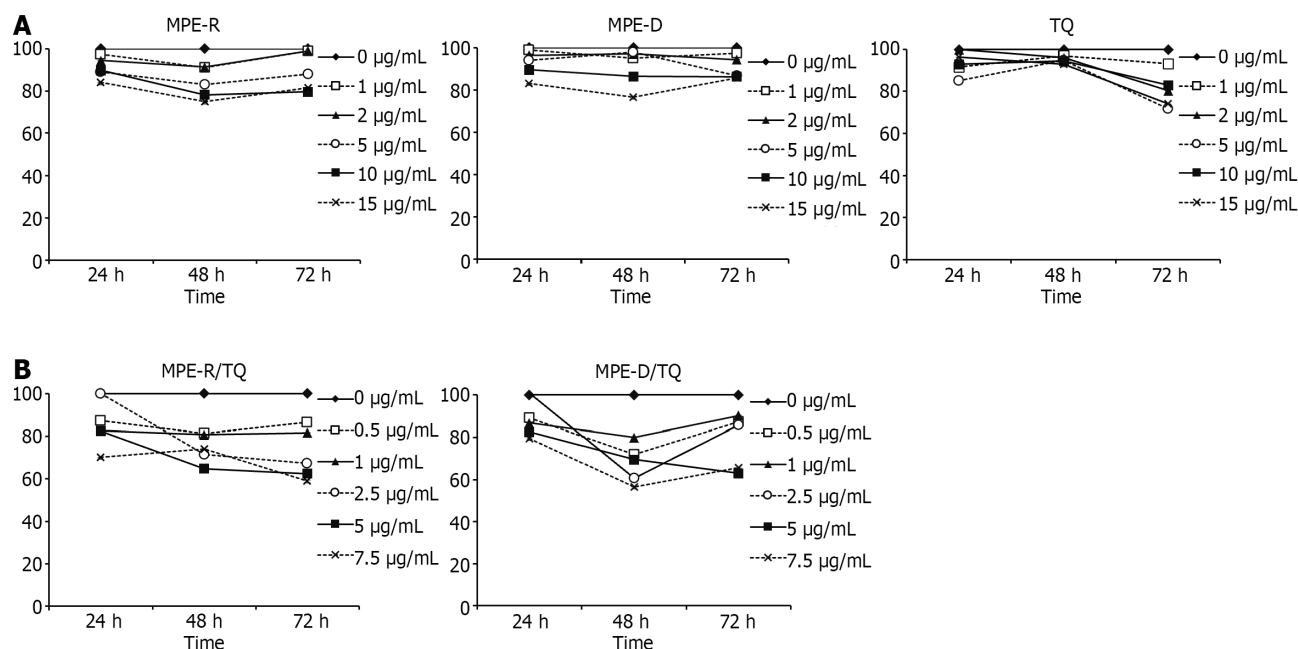 A
MPE-R
100
80
60
40
20
0
24 h 48 h 72 h
Time
0 µg/mL
1 µg/mL
2 µg/mL
5 µg/mL
10 µg/mL
15 µg/mL
MPE-D
100
80
60
40
20
0
24 h 48 h 72 h
Time
0 µg/mL
1 µg/mL
2 µg/mL
5 µg/mL
10 µg/mL
15 µg/mL
TQ
100
80
60
40
20
0
24 h 48 h 72 h
Time
0 µg/mL
1 µg/mL
2 µg/mL
5 µg/mL
10 µg/mL
15 µg/mL
B
MPE-R/TQ
100
80
60
40
20
0
24 h 48 h 72 h
Time
0 µg/mL
0.5 µg/mL
1 µg/mL
2.5 µg/mL
5 µg/mL
7.5 µg/mL
MPE-D/TQ
100
80
60
40
20
0
24 h 48 h 72 h
Time
0 µg/mL
0.5 µg/mL
1 µg/mL
2.5 µg/mL
5 µg/mL
7.5 µg/mL